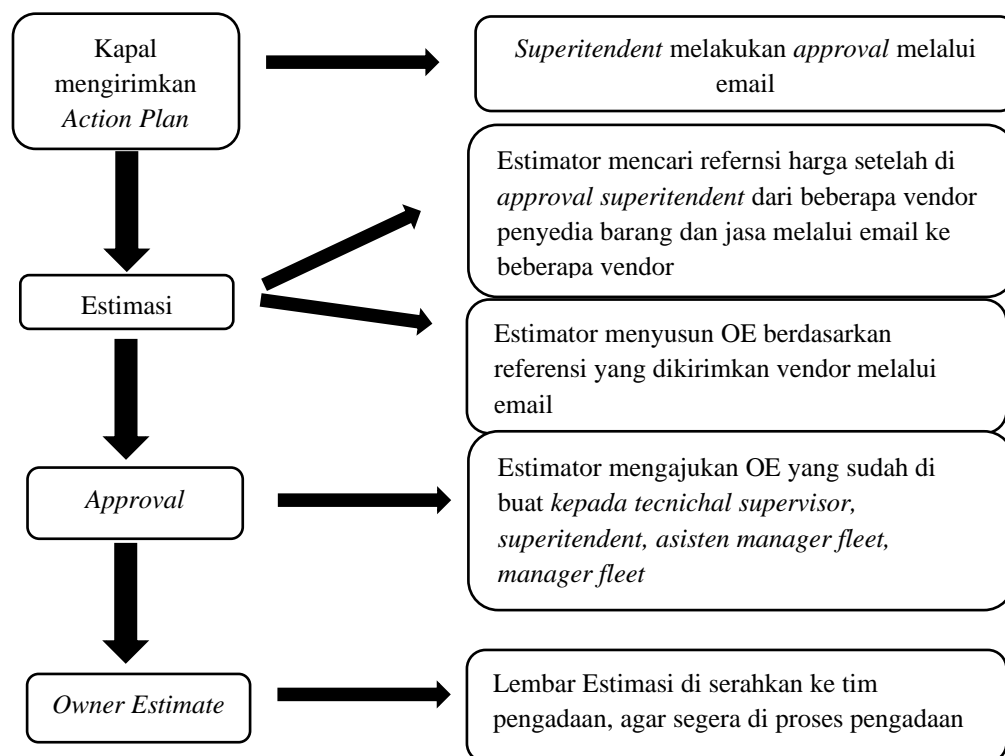 Kapal
mengirimkan
Action Plan
Superitendent melakukan approval melalui
email
Estimator mencari refernsi harga setelah di
approval superitendent dari beberapa vendor
penyedia barang dan jasa melalui email ke
beberapa vendor
Estimasi
Estimator menyusun OE berdasarkan
referensi yang dikirimkan vendor melalui
email
Approval
Estimator mengajukan OE yang sudah di
buat kepada tecnichal supervisor,
superitendent, asisten manager fleet,
manager fleet
Owner Estimate
Lembar Estimasi di serahkan ke tim
pengadaan, agar segera di proses pengadaan